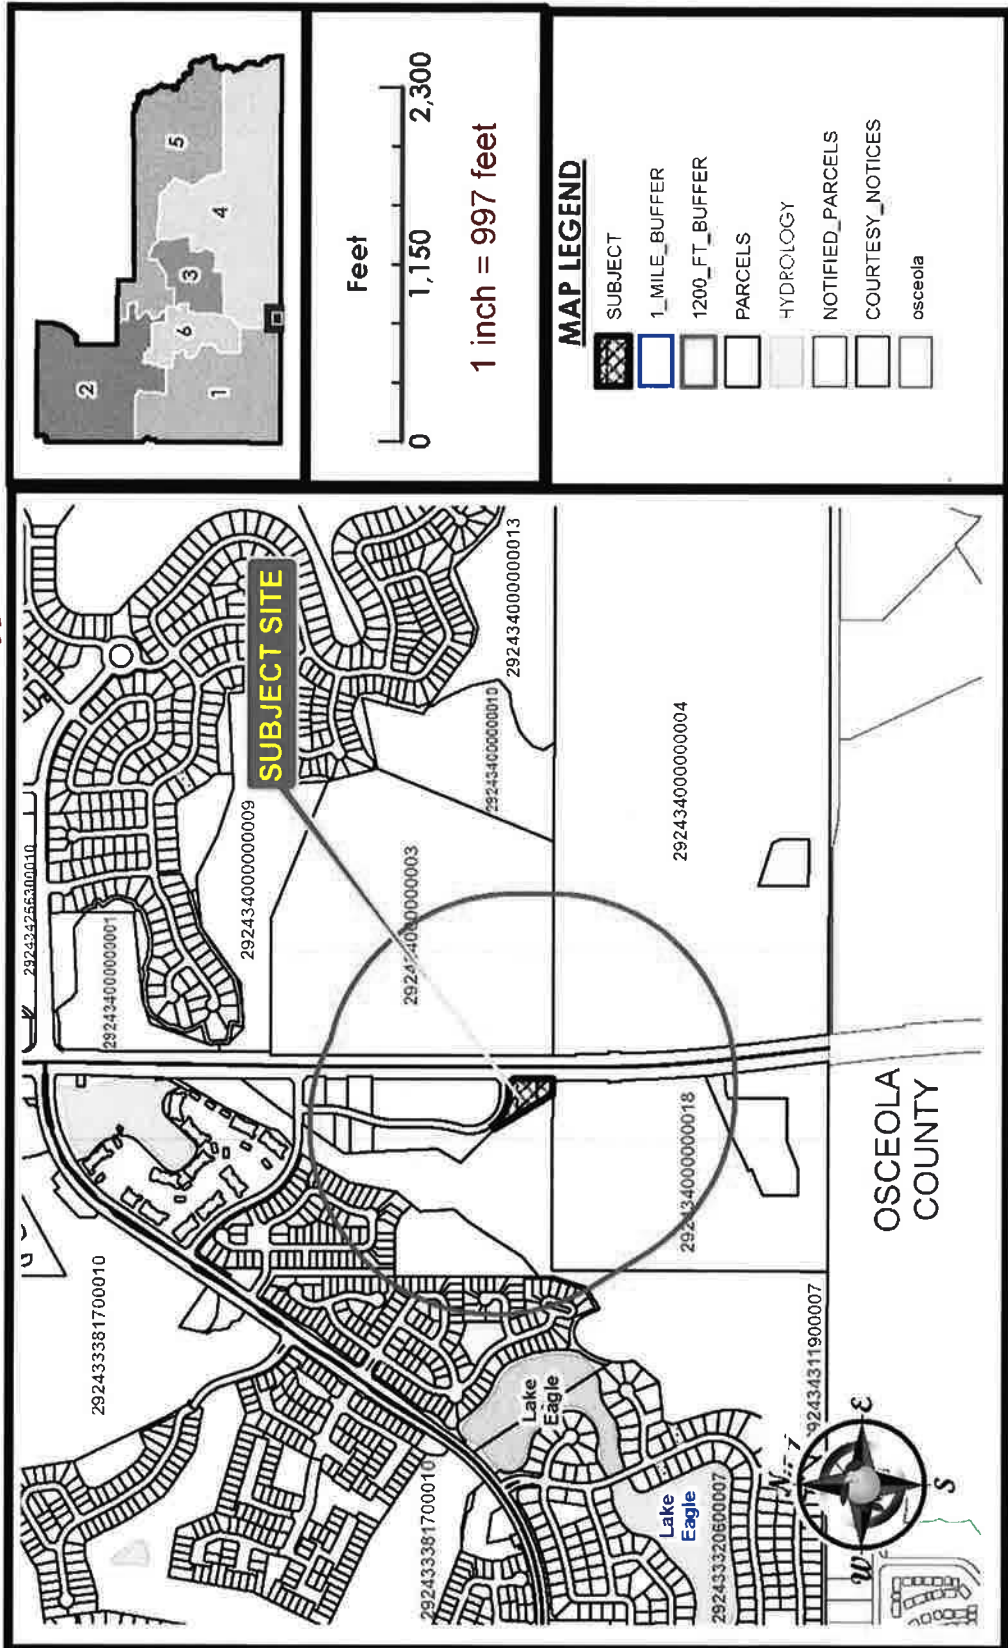 2
1
6
3
4
5
Feet
0
1,150
2,300
1 inch = 997 feet
MAP LEGEND
SUBJECT
1_MILE_BUFFER
1200_FT_BUFFER
PARCELS
HYDROLOGY
NOTIFIED_PARCELS
COURTESY_NOTICES
osceola
SUBJECT SITE
292434256300010
292434000000001
292434000000009
292434000000003
292434000000010
292434000000013
292434000000004
292434000000018
292433381700010
292433381700010
292433320600007
Lake
Eagle
Lake
Eagle
OSCEOLA
COUNTY
N
E
S
W